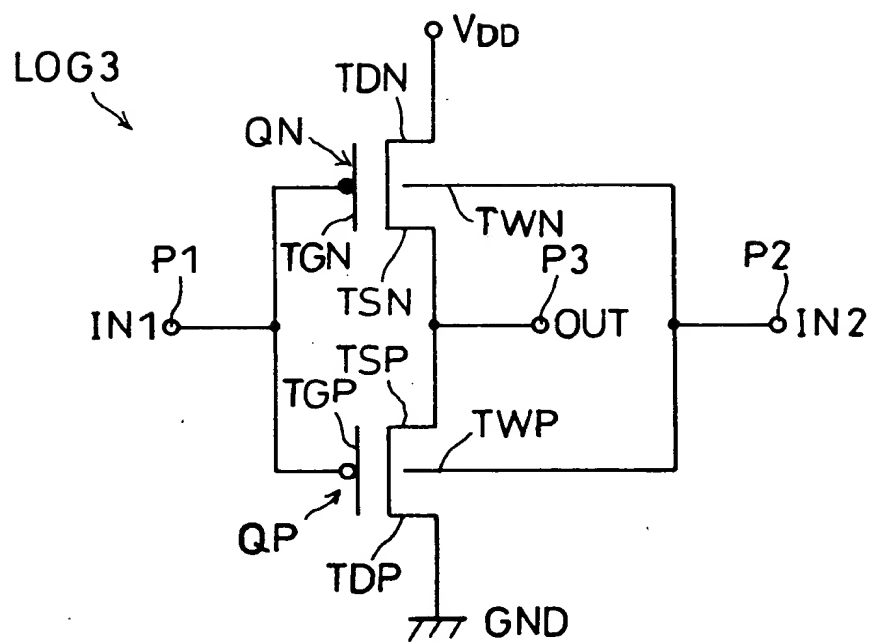 VDD
LOG3
TDN
QN
TWN
TGN
P1
P3
P2
TSN
IN1
OUT
IN2
TSP
TGP
TWP
QP
TDP
GND